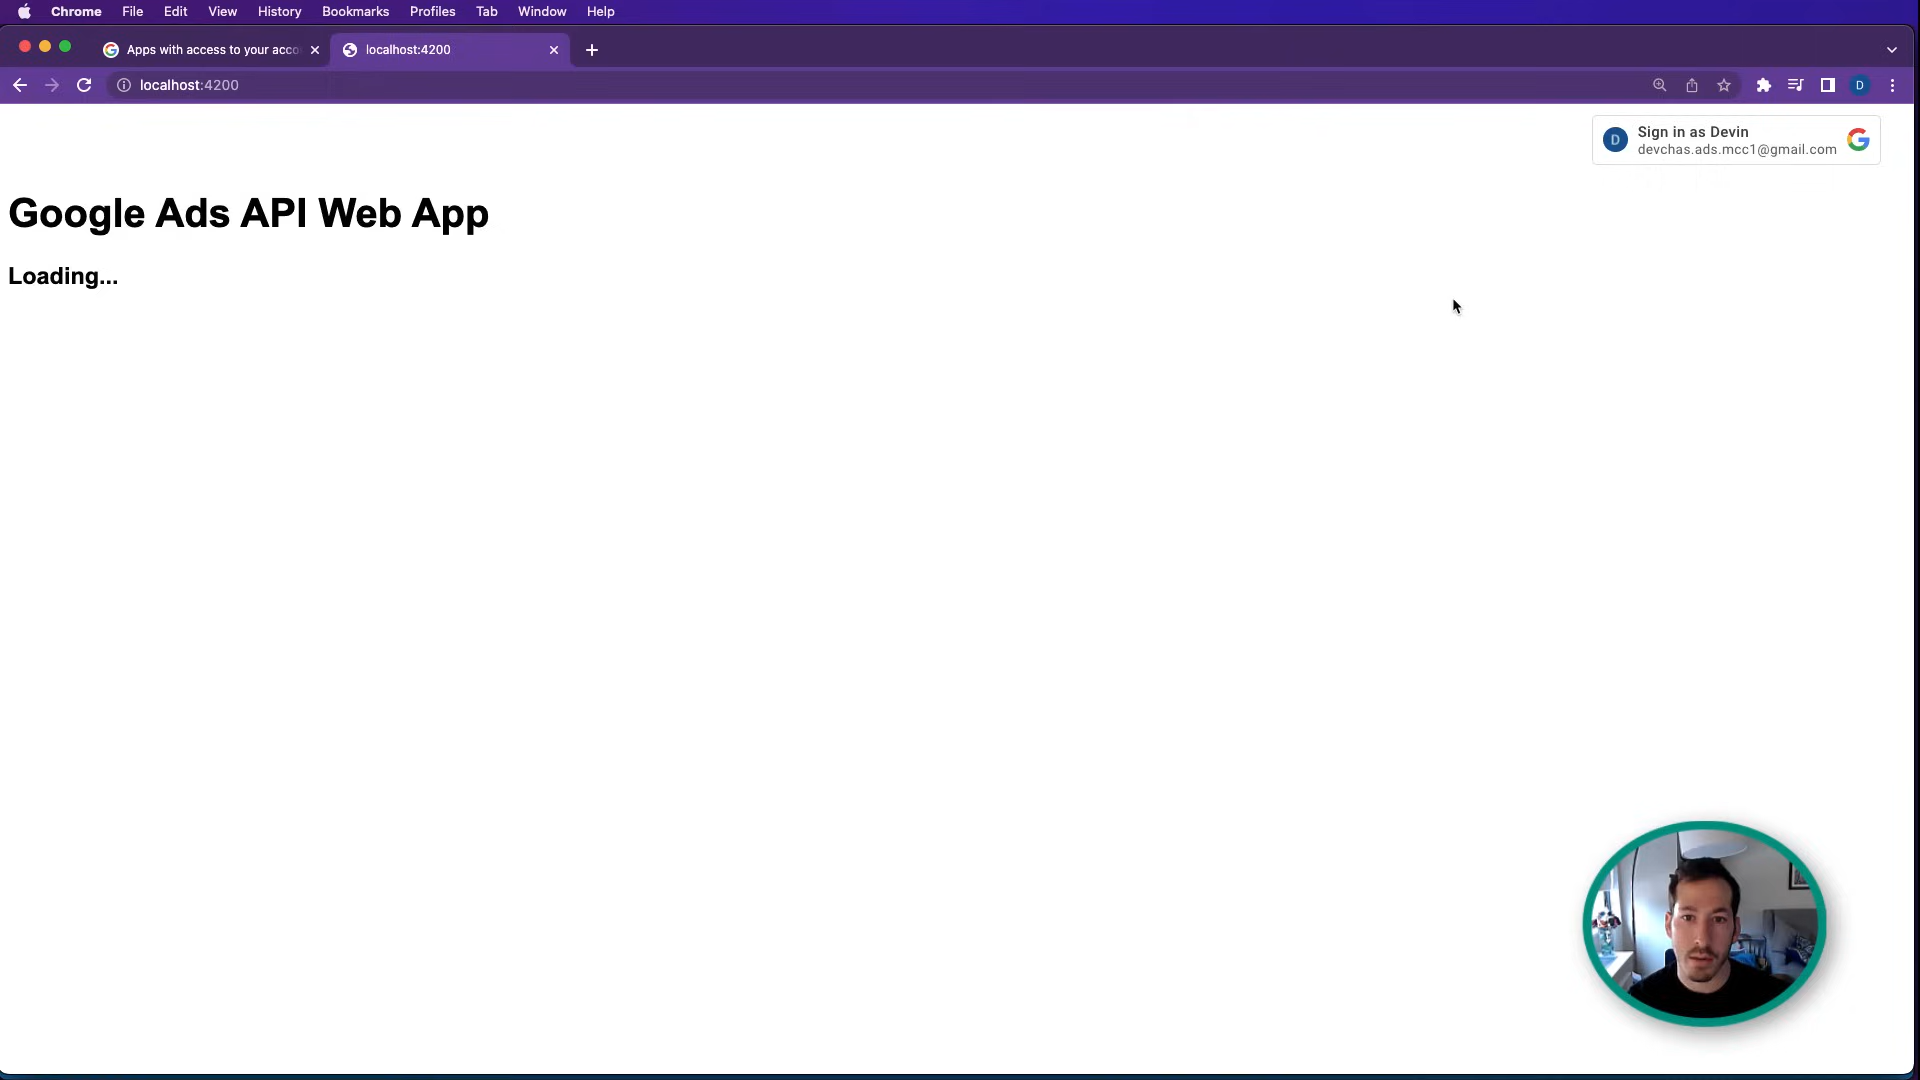 Chrome File Edit View History Bookmarks Profiles Tab Window Help
Apps with access to your acco
localhost:4200
localhost:4200
D
D
Sign in as Devin
devchas.ads.mcc1@gmail.com
Google Ads API Web App
Loading...